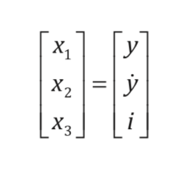 [x₁] = [y]
[x₂] = [ẏ]
[x₃] = [i]